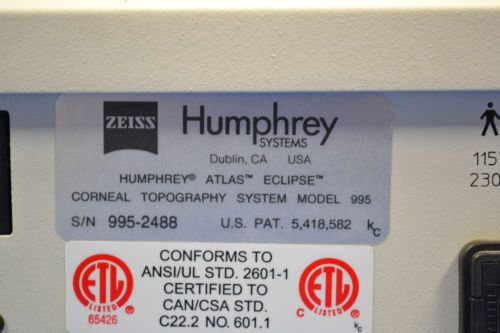 ZEISS
Humphrey
SYSTEMS
Dublin, CA USA
HUMPHREY® ATLAS™ ECLIPSE™
CORNEAL TOPOGRAPHY SYSTEM MODEL 995
S/N 995-2488 U.S. PAT. 5,418,582 KC
CONFORMS TO
ANSI/UL STD. 2601-1
CERTIFIED TO
CAN/CSA STD.
C22.2 NO. 601.1
ETL
LISTED
65426
C
ETL
LISTED
KC
115
230